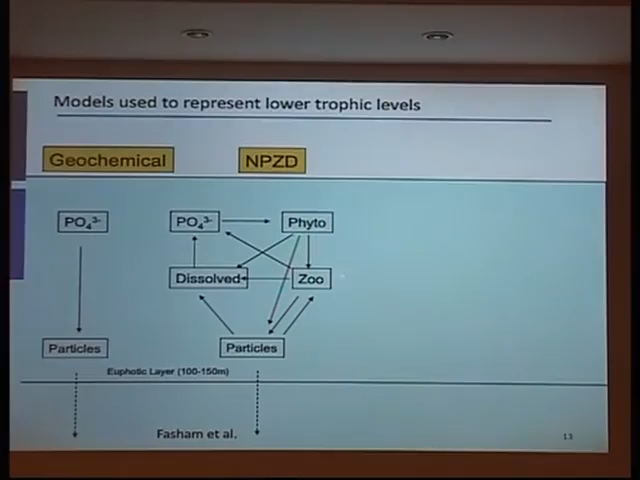 Models used to represent lower trophic levels
Geochemical NPZD
PO₄³⁻ PO₄³⁻ Phyto
Dissolved Zoo
Particles Particles
Euphotic Layer (100-150m)
Fasham et al.
13